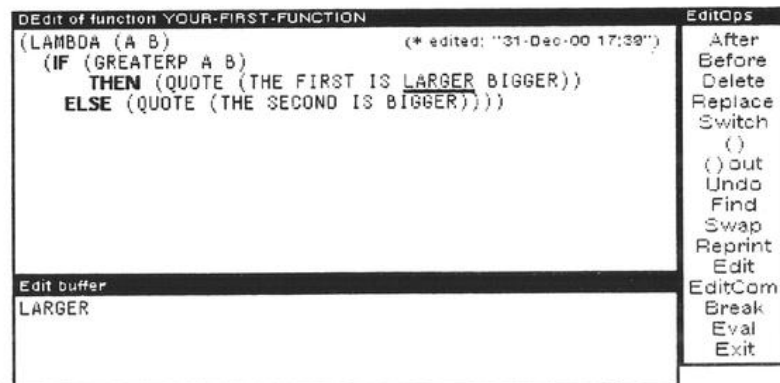 DEdit of function YOUR-FIRST-FUNCTION
(LAMBDA (A B) (* edited: "31-Dec-00 17:39")
(IF (GREATERP A B)
THEN (QUOTE (THE FIRST IS LARGER BIGGER))
ELSE (QUOTE (THE SECOND IS BIGGER))))
Edit buffer
LARGER
EditOps
After
Before
Delete
Replace
Switch
()
() out
Undo
Find
Swap
Reprint
Edit
EditCom
Break
Eval
Exit